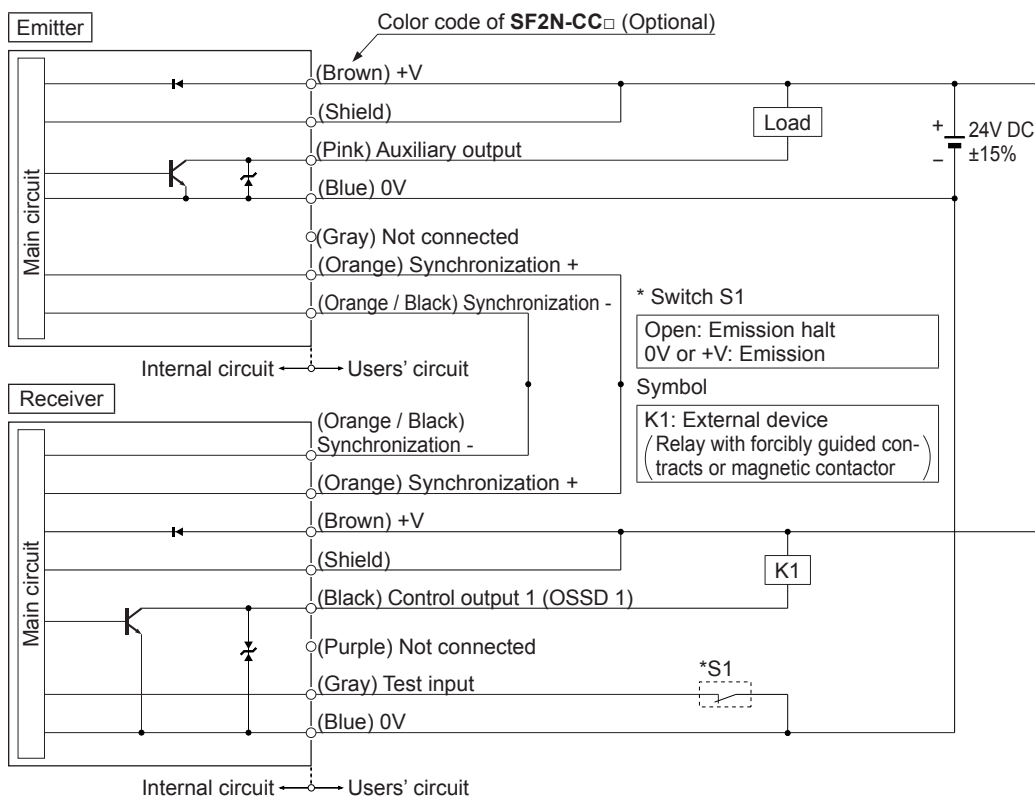 Color code of SF2N-CC□ (Optional)
Emitter
Main circuit
(Brown) +V
(Shield)
(Pink) Auxiliary output
(Blue) 0V
(Gray) Not connected
(Orange) Synchronization +
(Orange / Black) Synchronization -
Load
+
−
24V DC
±15%
* Switch S1
Open: Emission halt
0V or +V: Emission
Symbol
K1: External device
(Relay with forcibly guided con-
tracts or magnetic contactor)
Internal circuit
Users' circuit
Receiver
Main circuit
(Orange / Black)
Synchronization -
(Orange) Synchronization +
(Brown) +V
(Shield)
(Black) Control output 1 (OSSD 1)
(Purple) Not connected
(Gray) Test input
(Blue) 0V
K1
*S1
Internal circuit
Users' circuit